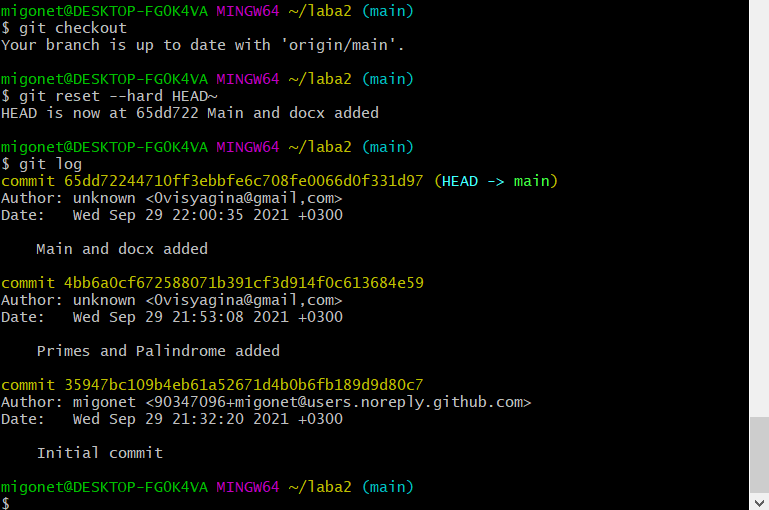 migonet@DESKTOP-FG0K4VA MINGW64 ~/laba2 (main)
$ git checkout
Your branch is up to date with 'origin/main'.
migonet@DESKTOP-FG0K4VA MINGW64 ~/laba2 (main)
$ git reset --hard HEAD~
HEAD is now at 65dd722 Main and docx added
migonet@DESKTOP-FG0K4VA MINGW64 ~/laba2 (main)
$ git log
commit 65dd72244710ff3ebbfe6c708fe0066d0f331d97 (HEAD -> main)
Author: unknown <0visyagina@gmail,com>
Date:   Wed Sep 29 22:00:35 2021 +0300
    Main and docx added
commit 4bb6a0cf672588071b391cf3d914f0c613684e59
Author: unknown <0visyagina@gmail,com>
Date:   Wed Sep 29 21:53:08 2021 +0300
    Primes and Palindrome added
commit 35947bc109b4eb61a52671d4b0b6fb189d9d80c7
Author: migonet <90347096+migonet@users.noreply.github.com>
Date:   Wed Sep 29 21:32:20 2021 +0300
    Initial commit
migonet@DESKTOP-FG0K4VA MINGW64 ~/laba2 (main)
$